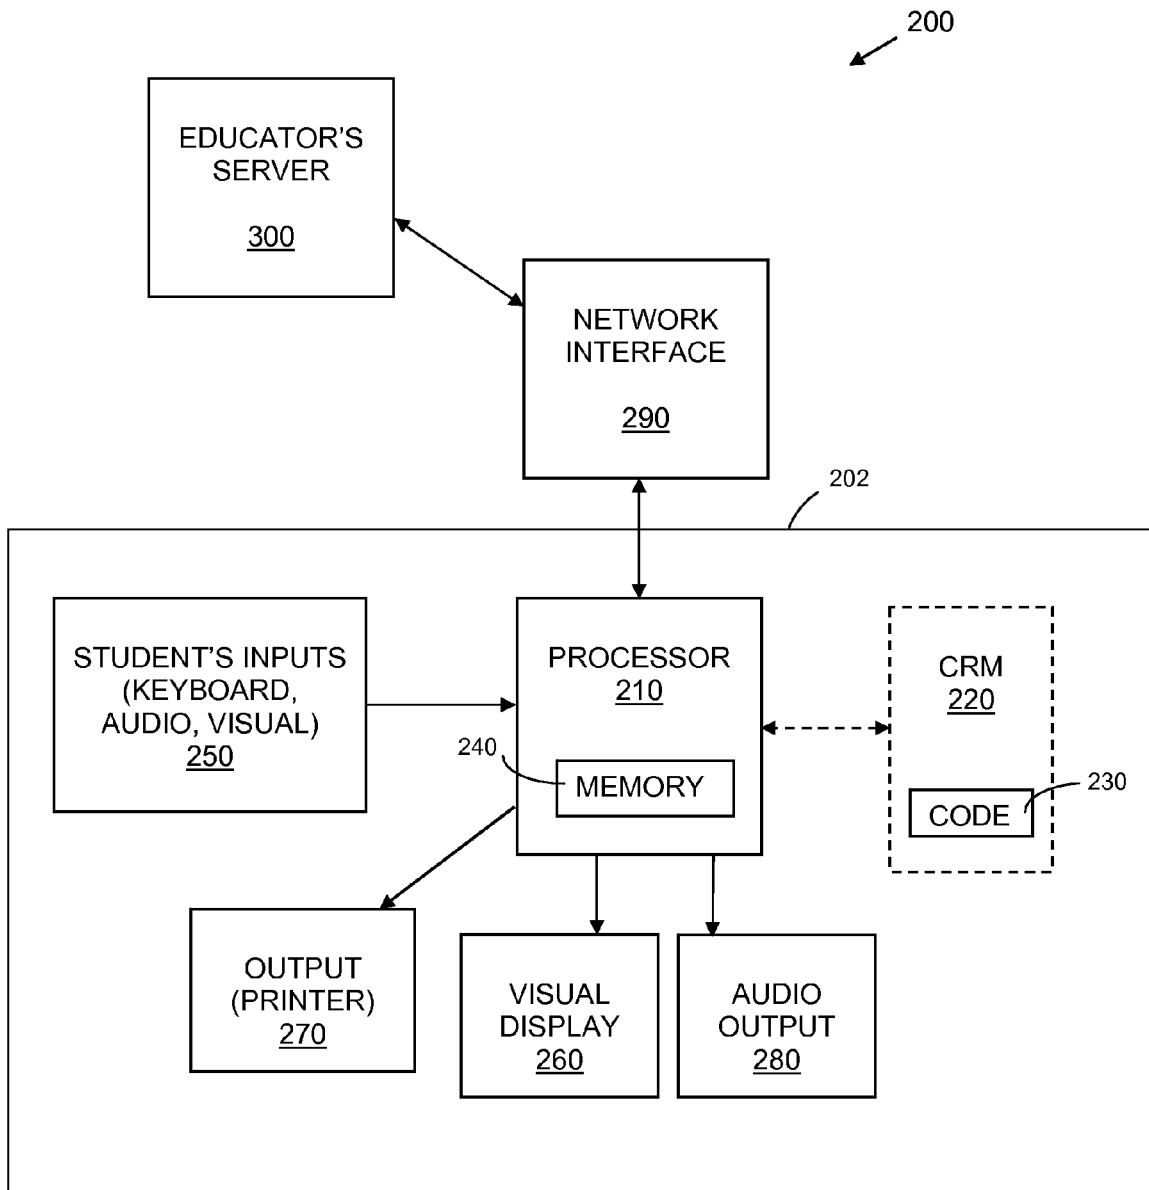 200
EDUCATOR'S
SERVER
300
NETWORK
INTERFACE
290
202
STUDENT'S INPUTS
(KEYBOARD,
AUDIO, VISUAL)
250
PROCESSOR
210
240
MEMORY
CRM
220
230
CODE
OUTPUT
(PRINTER)
270
VISUAL
DISPLAY
260
AUDIO
OUTPUT
280